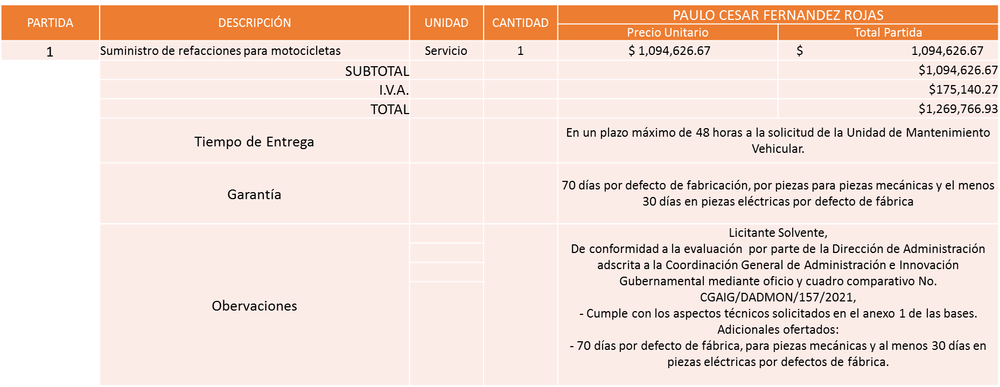 PARTIDA DESCRIPCIÓN UNIDAD CANTIDAD PAULO CESAR FERNANDEZ ROJAS
Precio Unitario Total Partida
1 Suministro de refacciones para motocicletas Servicio 1 $ 1,094,626.67 $ 1,094,626.67
SUBTOTAL $1,094,626.67
I.V.A. $175,140.27
TOTAL $1,269,766.93
Tiempo de Entrega
En un plazo máximo de 48 horas a la solicitud de la Unidad de Mantenimiento
Vehicular.
Garantía
70 días por defecto de fabricación, por piezas para piezas mecánicas y el menos
30 días en piezas eléctricas por defecto de fábrica
Obervaciones
Licitante Solvente,
De conformidad a la evaluación por parte de la Dirección de Administración
adscrita a la Coordinación General de Administración e Innovación
Gubernamental mediante oficio y cuadro comparativo No.
CGAIG/DADMON/157/2021,
- Cumple con los aspectos técnicos solicitados en el anexo 1 de las bases.
Adicionales ofertados:
- 70 días por defecto de fábrica, para piezas mecánicas y al menos 30 días en
piezas eléctricas por defectos de fábrica.